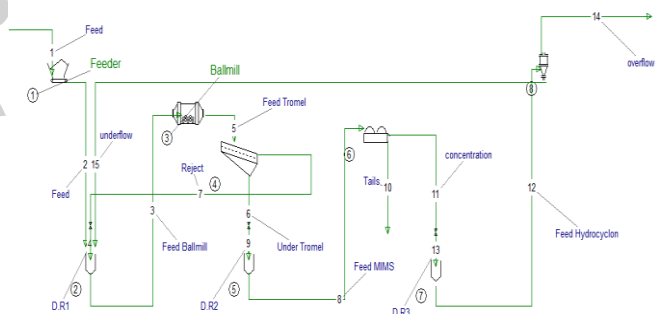 14
overflow
1
Feed
Feeder
1
Ballmill
3
5
Feed Tromel
8
6
2
15
underflow
Feed
Reject
4
7
Tails
10
concentration
11
12
3
Feed Ballmill
6
Under Tromel
Feed Hydrocyclon
4
9
13
Feed MIMS
8
D.R1
2
D.R2
5
D.R3
7